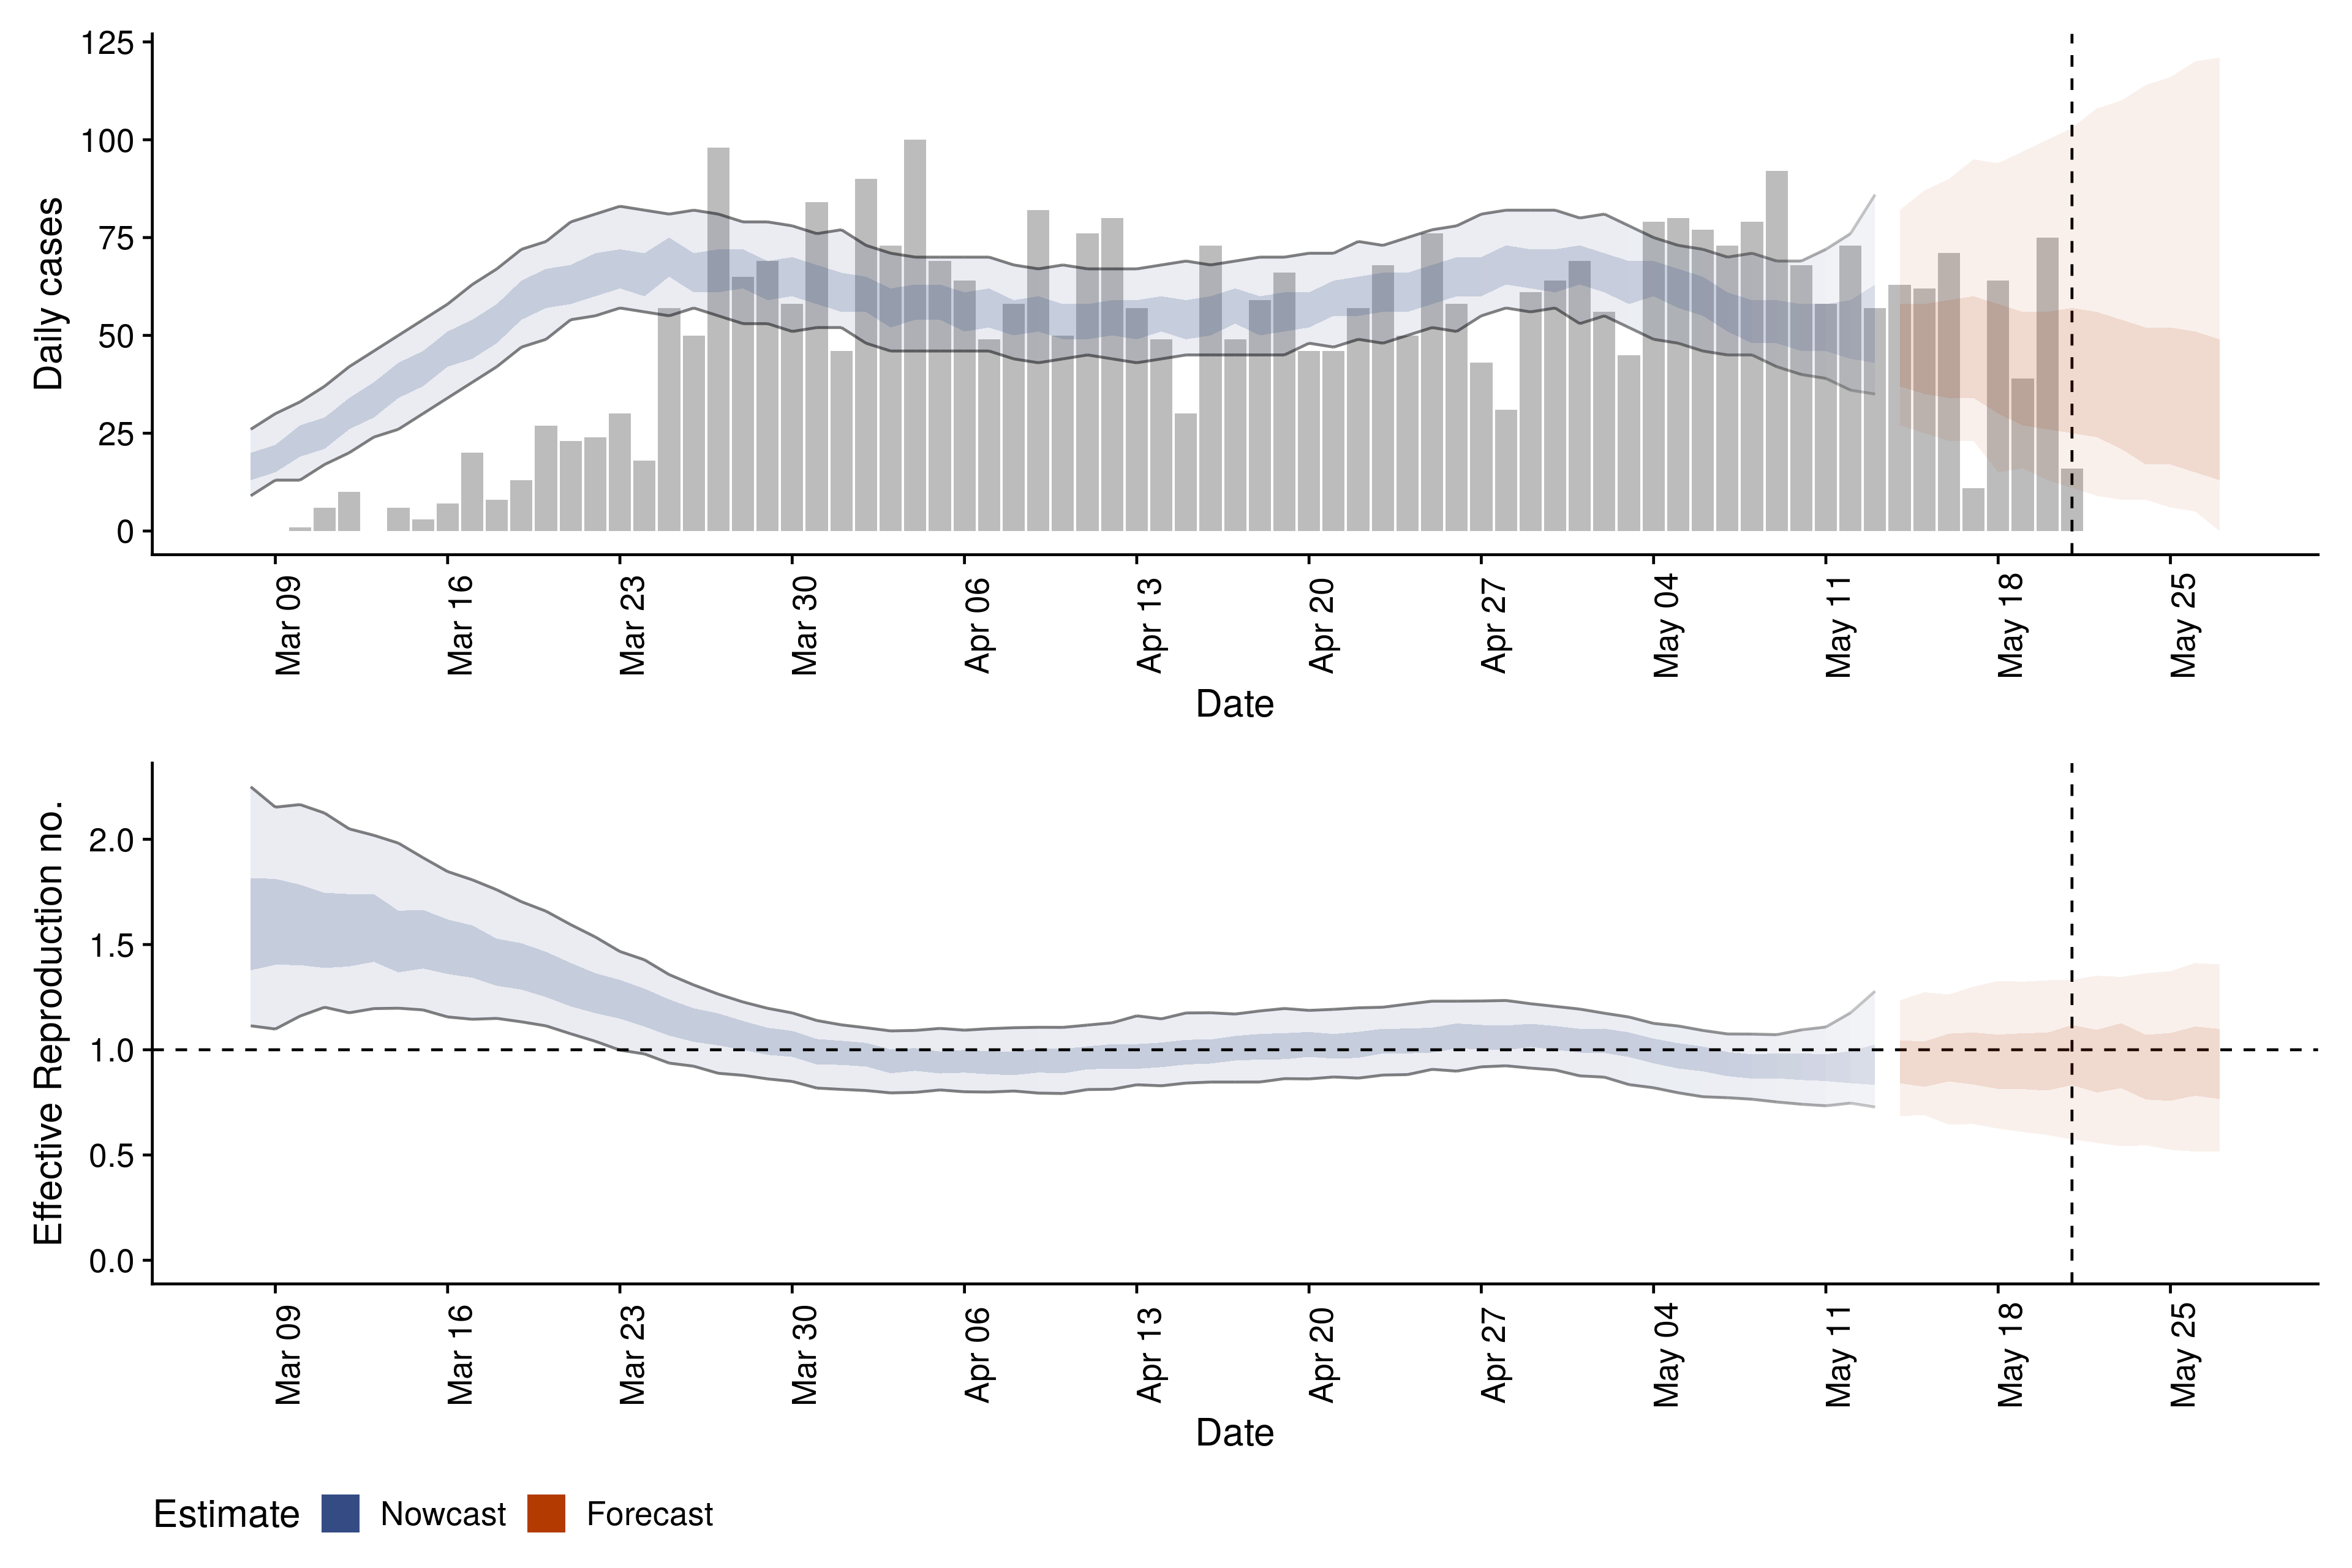 125
100
75
50
25
0
Daily cases
Mar 09
Mar 16
Mar 23
Mar 30
Apr 06
Apr 13
Apr 20
Apr 27
May 04
May 11
May 18
May 25
Date
2.0
1.5
1.0
0.5
0.0
Effective Reproduction no.
Mar 09
Mar 16
Mar 23
Mar 30
Apr 06
Apr 13
Apr 20
Apr 27
May 04
May 11
May 18
May 25
Date
Estimate Nowcast Forecast